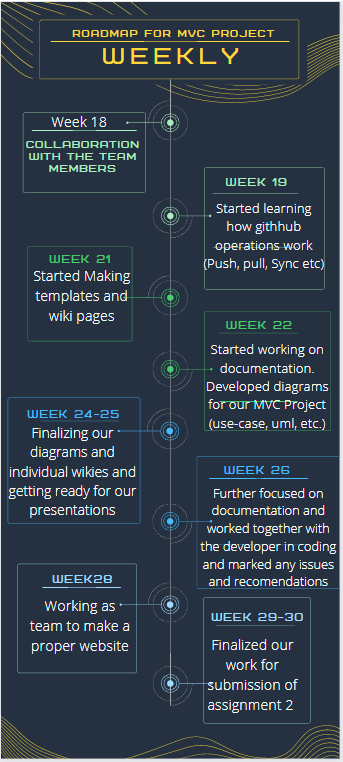 ROADMAP FOR MVC PROJECT
WEEKLY
Week 18
COLLABORATION
WITH THE TEAM
MEMBERS
WEEK 19
Started learning
how githhub
operations work
(Push, pull, Sync etc)
WEEK 21
Started Making
templates and
wiki pages
WEEK 22
Started working on
documentation.
Developed diagrams
for our MVC Project
(use-case, uml, etc.)
WEEK 24-25
Finalizing our
diagrams and
individual wikies and
getting ready for our
presentations
WEEK 26
Further focused on
documentation and
worked together with
the developer in coding
and marked any issues
and recomendations
WEEK28
Working as
team to make a
proper website
WEEK 29-30
Finalized our
work for
submission of
assignment 2